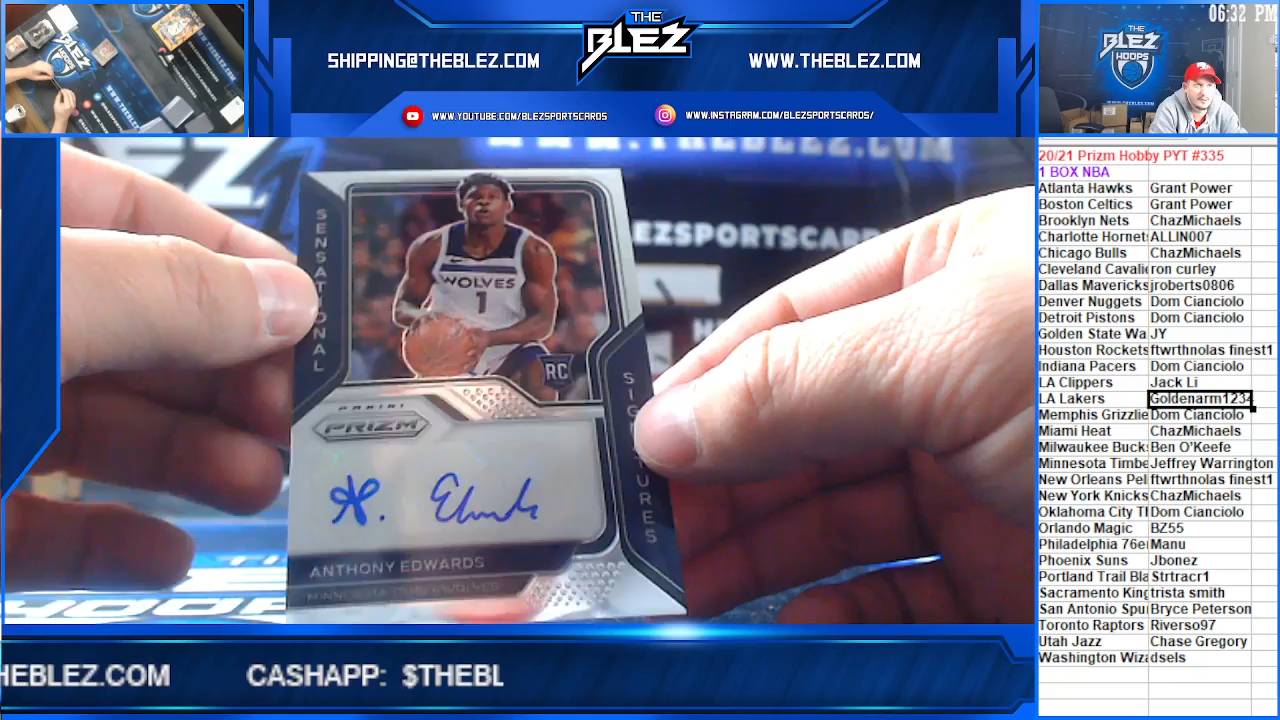 06:32 PM
THE
BLEZ
SHIPPING@THEBLEZ.COM
WWW.THEBLEZ.COM
WWW.YOUTUBE.COM/BLEZSPORTSCARDS
WWW.INSTAGRAM.COM/BLEZSPORTSCARDS/
THE
BLEZ
HOOPS
20/21 Prizm Hobby PYT #335
1 BOX NBA
Atlanta Hawks Grant Power
Boston Celtics Grant Power
Brooklyn Nets ChazMichaels
Charlotte Hornets ALLIN007
Chicago Bulls ChazMichaels
Cleveland Cavalie ron curley
Dallas Mavericks jroberts0806
Denver Nuggets Dom Cianciolo
Detroit Pistons Dom Cianciolo
Golden State Wa JY
Houston Rockets ftwrthnolas finest1
Indiana Pacers Dom Cianciolo
LA Clippers Jack Li
LA Lakers Goldenarm1234
Memphis Grizzlie Dom Cianciolo
Miami Heat ChazMichaels
Milwaukee Buck Ben O'Keefe
Minnesota Timbe Jeffrey Warrington
New Orleans Pel ftwrthnolas finest1
New York Knicks ChazMichaels
Oklahoma City T Dom Cianciolo
Orlando Magic BZ55
Philadelphia 76e Manu
Phoenix Suns Jbonez
Portland Trail Bla Strtracr1
Sacramento King trista smith
San Antonio Spu Bryce Peterson
Toronto Raptors Riverso97
Utah Jazz Chase Gregory
Washington Wiza dsels
EZSPORTSCARDS
SENSATIONAL
WOLVES
1
RC
PANINI
PRIZM
SIGNATURES
ANTHONY EDWARDS
MINNESOTA TIMBERWOLVES
HEBLEZ.COM CASHAPP: $THEBL